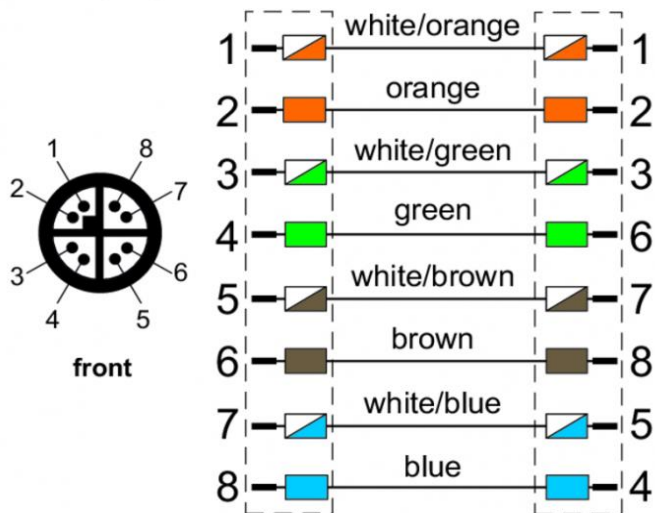 1 white/orange 1
2 orange 2
3 white/green 3
4 green 6
5 white/brown 7
6 brown 8
7 white/blue 5
8 blue 4
1 8
2 7
3 6
4 5
front